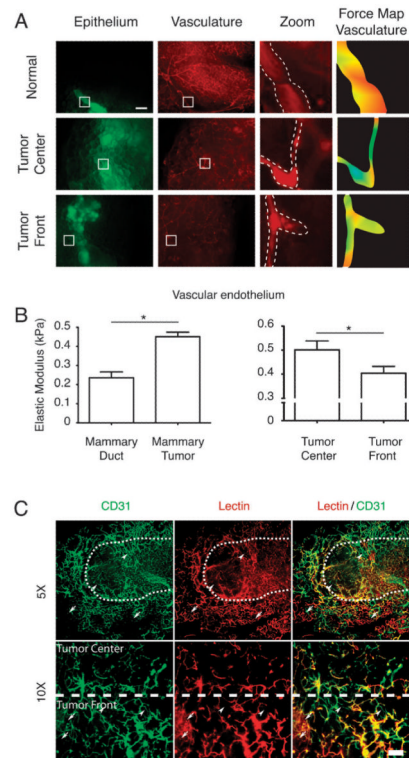 A
Epithelium Vasculature Zoom Force Map
Vasculature
Normal
Tumor
Center
Tumor
Front
Vascular endothelium
B
Elastic Modulus (kPa)
0.5
0.4
0.3
0.2
0.1
0
*
Mammary
Duct
Mammary
Tumor
0.6
0.5
0.4
0
*
Tumor
Center
Tumor
Front
C
CD31 Lectin Lectin/CD31
5X
10X
Tumor Center
Tumor Front